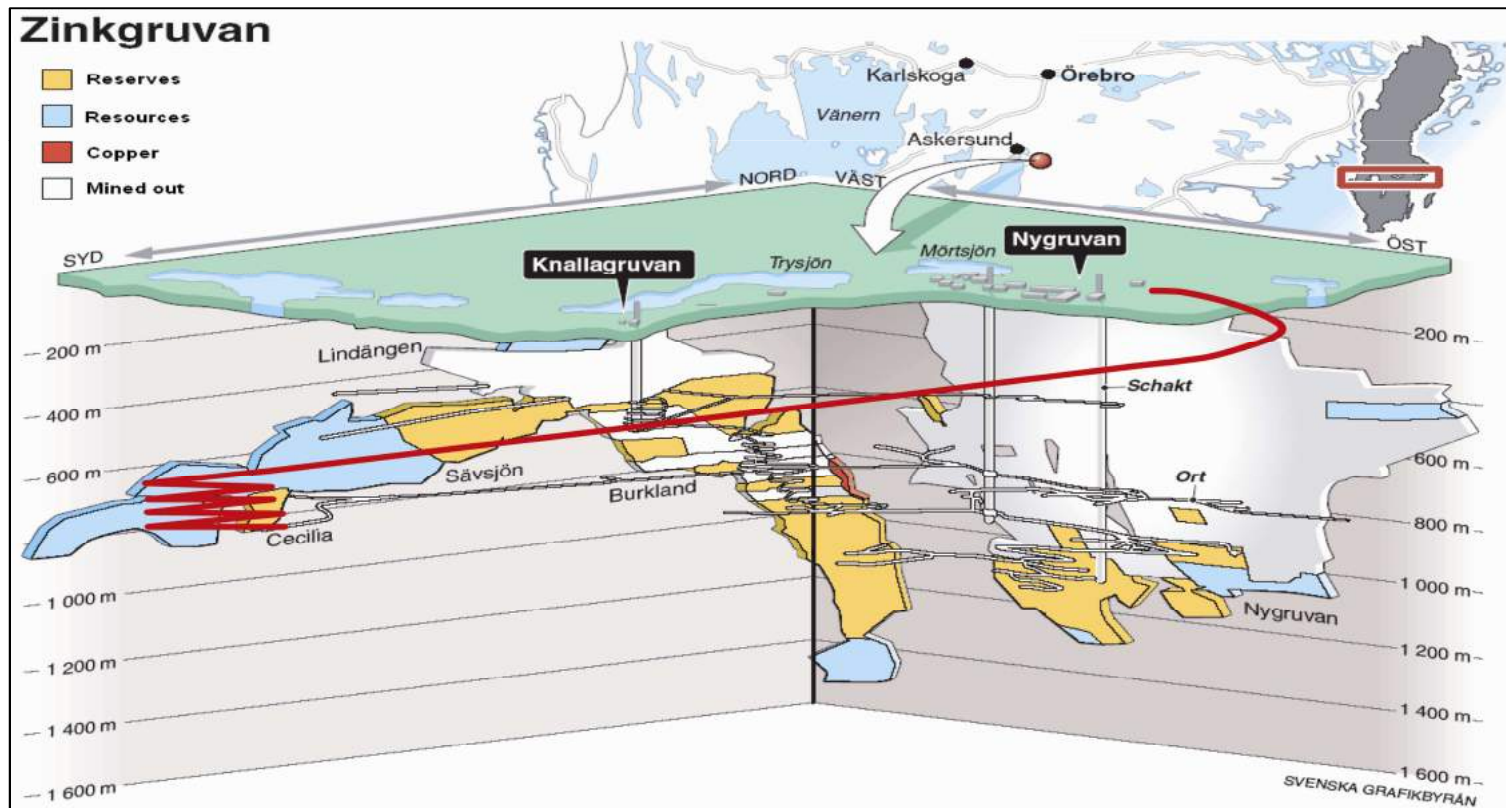 Zinkgruvan
Reserves
Resources
Copper
Mined out
Karlskoga
Örebro
Vänern
Askersund
NORD
VÄST
SYD
ÖST
Knallagruvan
Trysjön
Mörtsjön
Nygruvan
200 m
200 m
Lindängen
Schakt
400 m
600 m
600 m
Sävsjön
Burkland
Ort
Cecilia
800 m
1 000 m
1 000 m
Nygruvan
1 200 m
1 200 m
1 400 m
1 400 m
1 600 m
1 600 m
SVENSKA GRAFIKBYRÅN